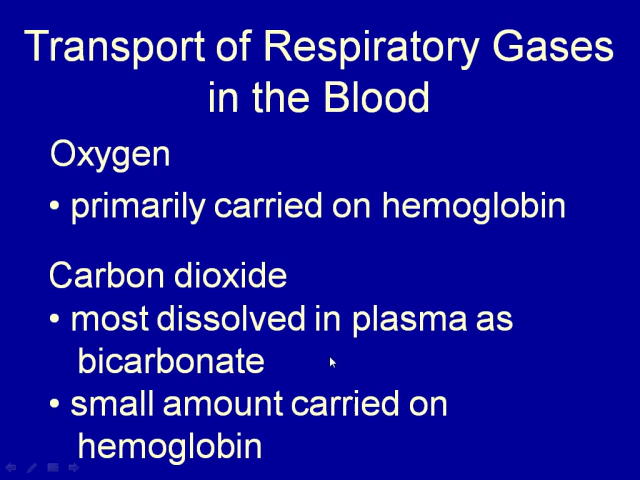 Transport of Respiratory Gases
in the Blood
Oxygen
• primarily carried on hemoglobin
Carbon dioxide
• most dissolved in plasma as
bicarbonate
• small amount carried on
hemoglobin